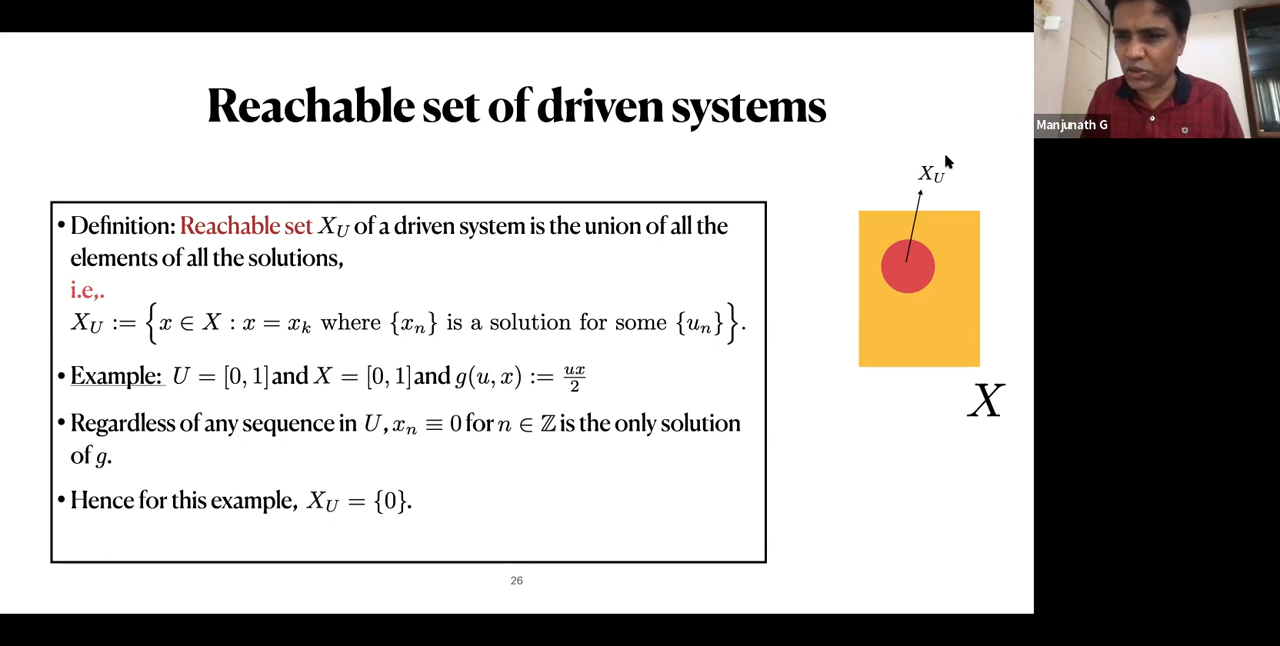 Reachable set of driven systems
Manjunath G
X_U
• Definition: Reachable set X_U of a driven system is the union of all the
elements of all the solutions,
i.e,.
X_U := {x ∈ X : x = x_k where {x_n} is a solution for some {u_n}}.
• Example: U = [0, 1] and X = [0, 1] and g(u, x) := ux/2
• Regardless of any sequence in U, x_n ≡ 0 for n ∈ ℤ is the only solution
of g.
• Hence for this example, X_U = {0}.
X
26